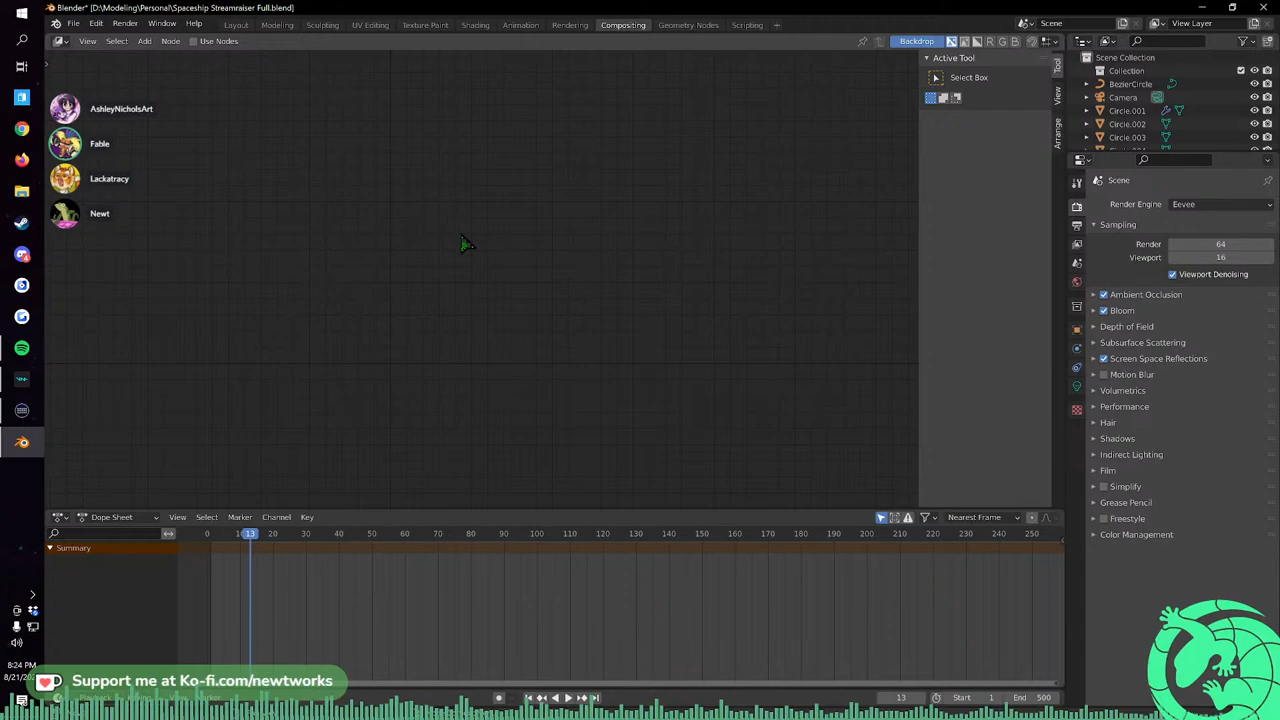 Blender* [D:\Modeling\Paypal\Spaceship Streamraiser Full.blend]
File Edit Render Window Help Layout Modeling Sculpting UV Editing Texture Paint Shading Animation Rendering Compositing Geometry Nodes Scripting + Scene View Layer
View Select Add Node Use Nodes Backdrop R G B
Active Tool
Select Box
Tool
View
Arrange
Scene Collection
Collection
BezierCircle
Camera
Circle.001
Circle.002
Circle.003
AshleyNicholsArt
Fable
Lackatracy
Newt
Scene
Render Engine Eevee
Sampling
Render 64
Viewport 16
Viewport Denoising
Ambient Occlusion
Bloom
Depth of Field
Subsurface Scattering
Screen Space Reflections
Motion Blur
Volumetrics
Performance
Hair
Shadows
Indirect Lighting
Film
Simplify
Grease Pencil
Freestyle
Color Management
Dope Sheet View Select Marker Channel Key Nearest Frame
0 10 13 20 30 40 50 60 70 80 90 100 110 120 130 140 150 160 170 180 190 200 210 220 230 240 250
Summary
8:24 PM
Support me at Ko-fi.com/newtworks
13 Start 1 End 500